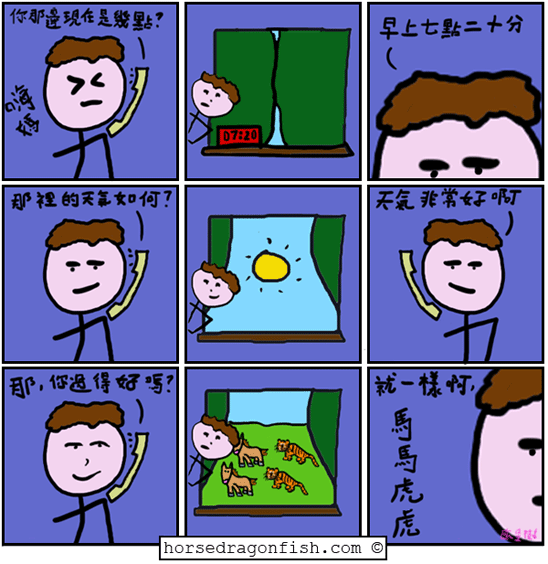 你那邊現在是幾點?
嗨
媽
07:20
早上七點二十分
那裡的天氣如何?
天氣非常好啊
那,你過得好嗎?
就一樣啊,
馬
馬
虎
虎
horsedragonfish.com ©